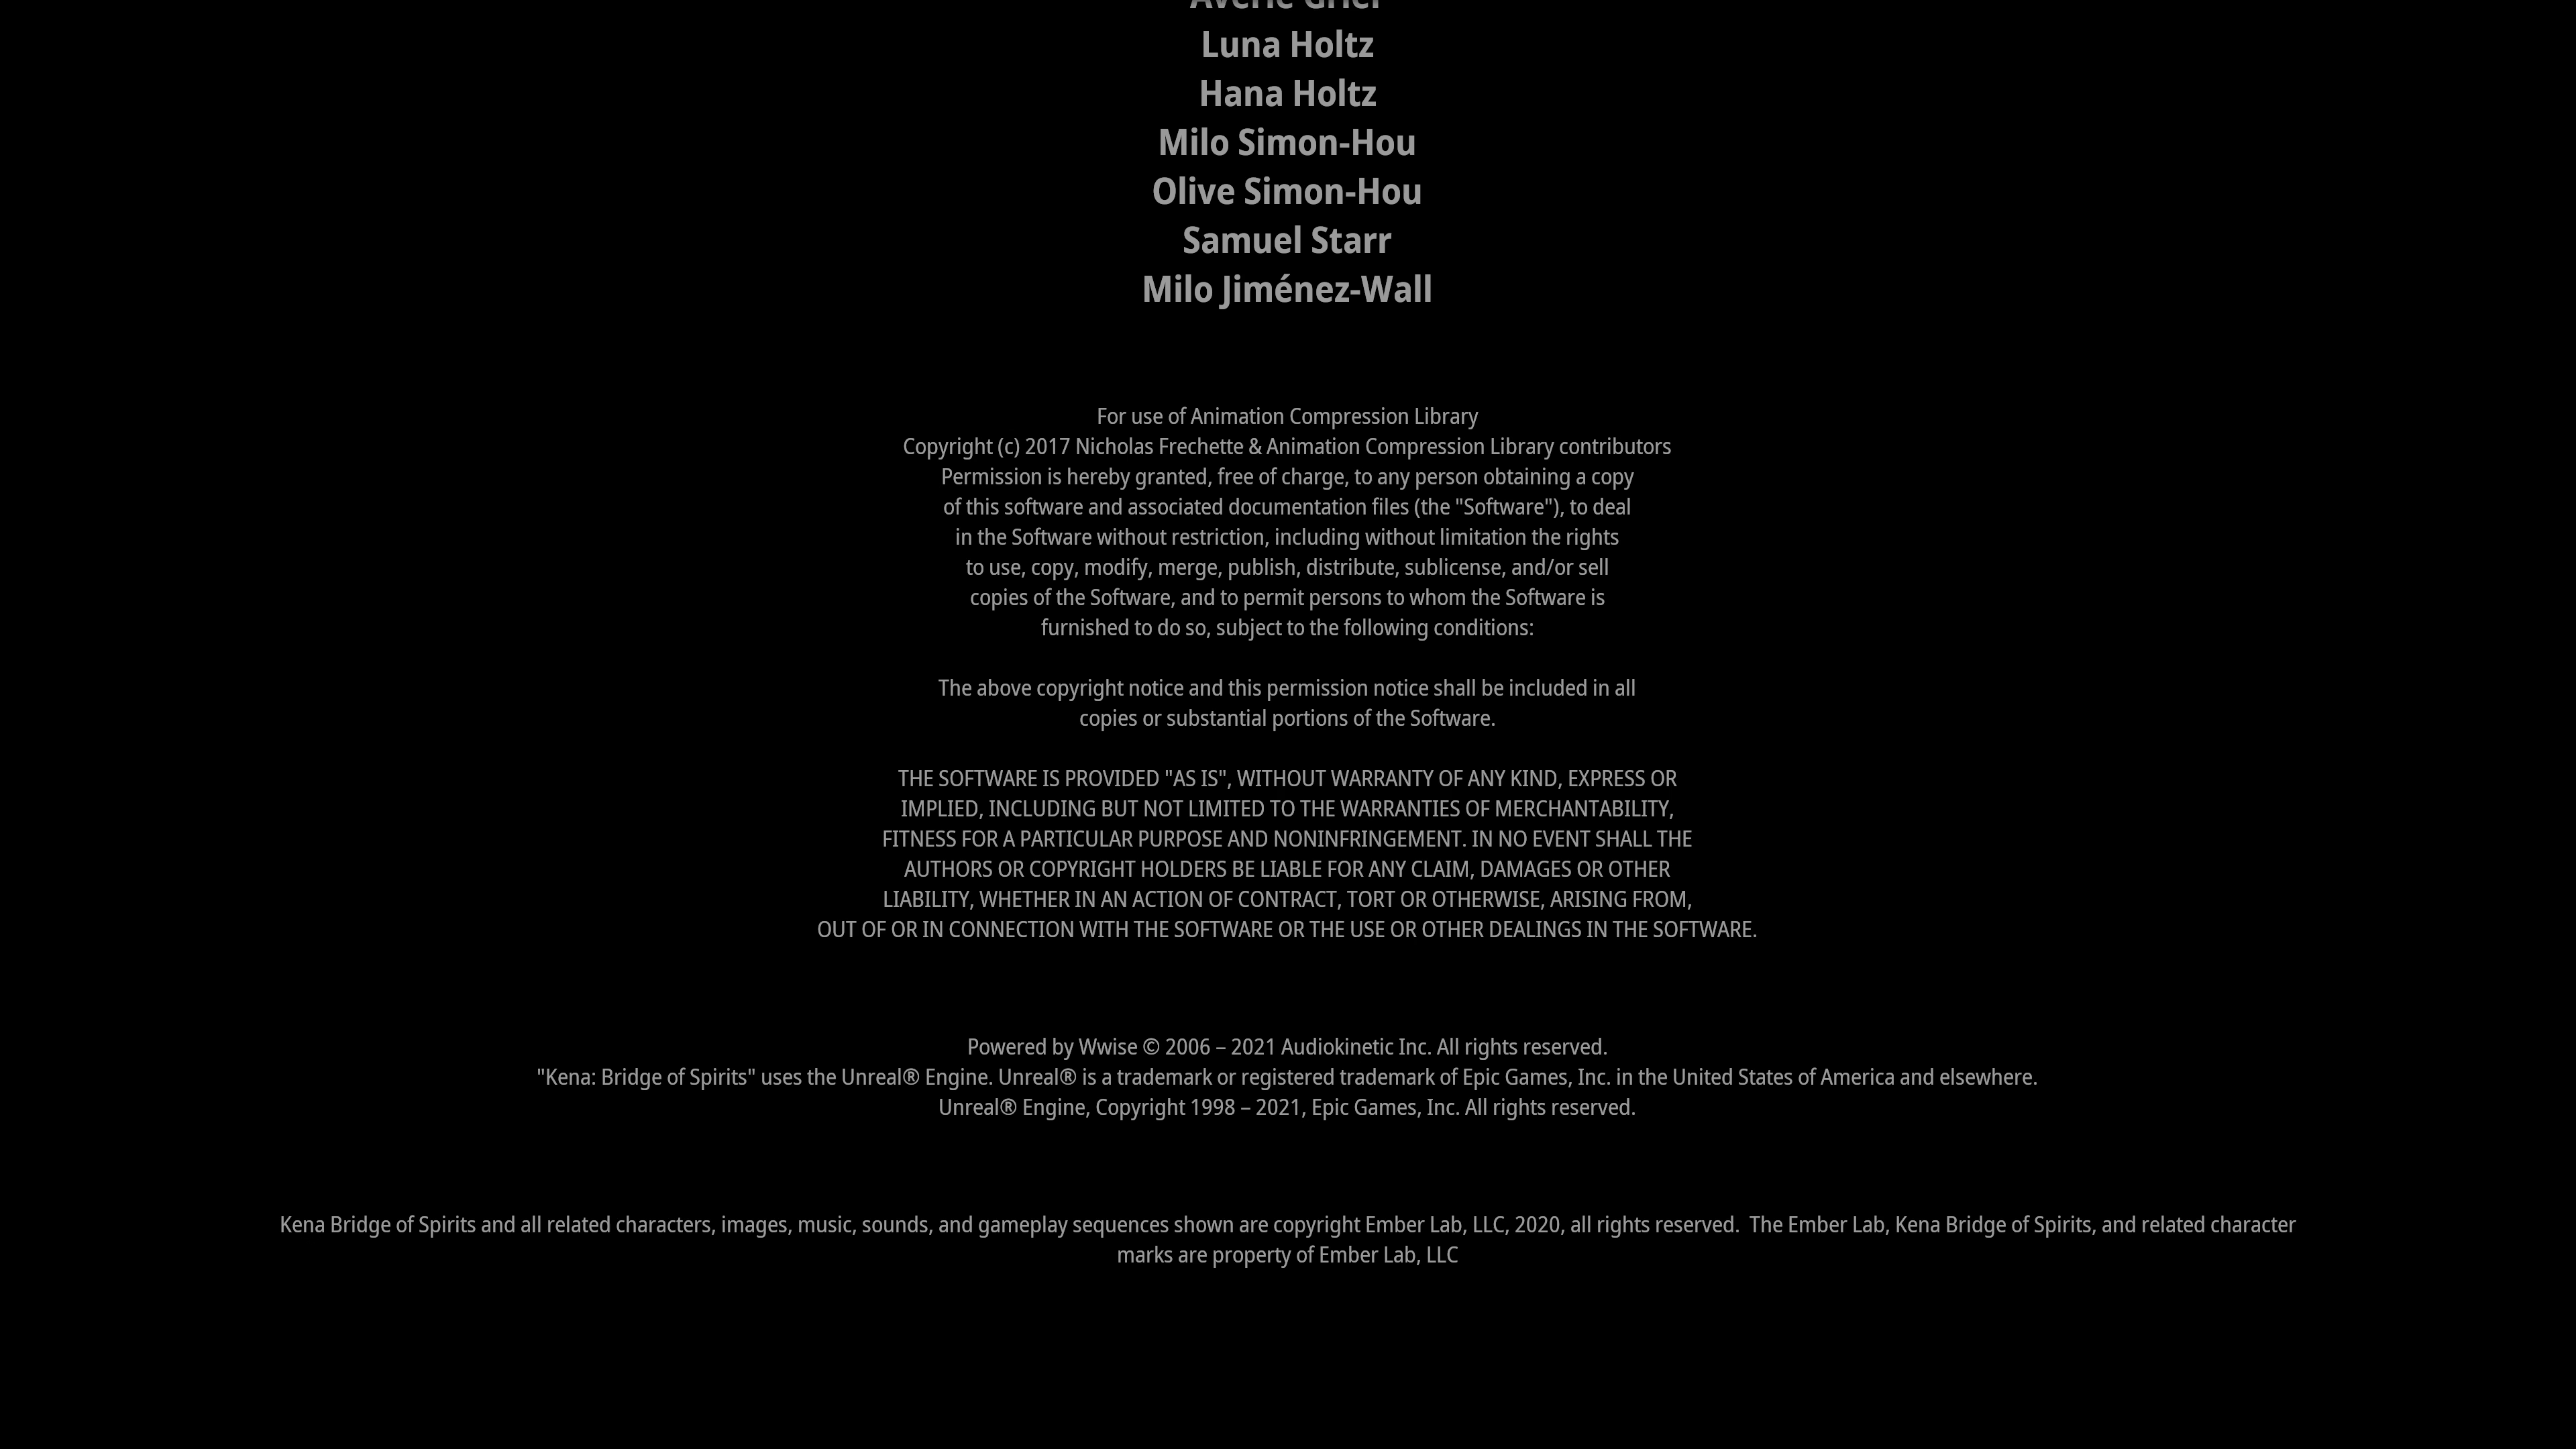 Averie Grier
Luna Holtz
Hana Holtz
Milo Simon-Hou
Olive Simon-Hou
Samuel Starr
Milo Jiménez-Wall
For use of Animation Compression Library
Copyright (c) 2017 Nicholas Frechette & Animation Compression Library contributors
Permission is hereby granted, free of charge, to any person obtaining a copy
of this software and associated documentation files (the "Software"), to deal
in the Software without restriction, including without limitation the rights
to use, copy, modify, merge, publish, distribute, sublicense, and/or sell
copies of the Software, and to permit persons to whom the Software is
furnished to do so, subject to the following conditions:
The above copyright notice and this permission notice shall be included in all
copies or substantial portions of the Software.
THE SOFTWARE IS PROVIDED "AS IS", WITHOUT WARRANTY OF ANY KIND, EXPRESS OR
IMPLIED, INCLUDING BUT NOT LIMITED TO THE WARRANTIES OF MERCHANTABILITY,
FITNESS FOR A PARTICULAR PURPOSE AND NONINFRINGEMENT. IN NO EVENT SHALL THE
AUTHORS OR COPYRIGHT HOLDERS BE LIABLE FOR ANY CLAIM, DAMAGES OR OTHER
LIABILITY, WHETHER IN AN ACTION OF CONTRACT, TORT OR OTHERWISE, ARISING FROM,
OUT OF OR IN CONNECTION WITH THE SOFTWARE OR THE USE OR OTHER DEALINGS IN THE SOFTWARE.
Powered by Wwise © 2006 – 2021 Audiokinetic Inc. All rights reserved.
"Kena: Bridge of Spirits" uses the Unreal® Engine. Unreal® is a trademark or registered trademark of Epic Games, Inc. in the United States of America and elsewhere.
Unreal® Engine, Copyright 1998 – 2021, Epic Games, Inc. All rights reserved.
Kena Bridge of Spirits and all related characters, images, music, sounds, and gameplay sequences shown are copyright Ember Lab, LLC, 2020, all rights reserved.  The Ember Lab, Kena Bridge of Spirits, and related character
marks are property of Ember Lab, LLC